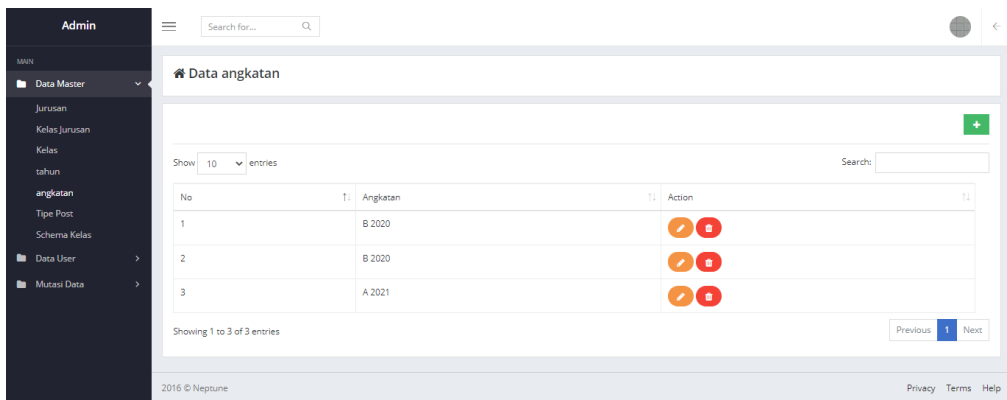 Admin
Search for...
MAIN
Data Master
Jurusan
Kelas Jurusan
Kelas
tahun
angkatan
Tipe Post
Schema Kelas
Data User
Mutasi Data
Data angkatan
+
Show 10 entries
Search:
No Angkatan Action
1 B 2020
2 B 2020
3 A 2021
Showing 1 to 3 of 3 entries
Previous 1 Next
2016 © Neptune
Privacy Terms Help